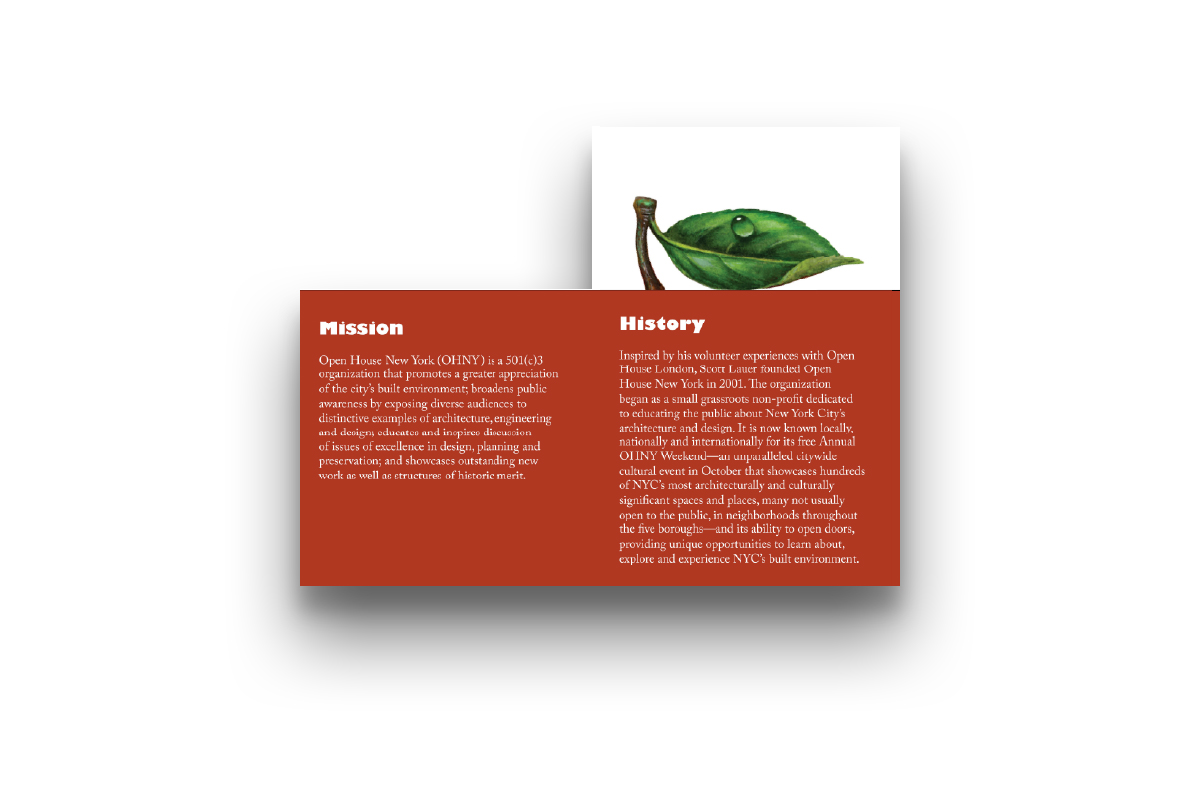 Mission
Open House New York (OHNY) is a 501(c)3
organization that promotes a greater appreciation
of the city's built environment; broadens public
awareness by exposing diverse audiences to
distinctive examples of architecture, engineering
and design; educates and inspires discussion
of issues of excellence in design, planning and
preservation; and showcases outstanding new
work as well as structures of historic merit.
History
Inspired by his volunteer experiences with Open
House London, Scott Lauer founded Open
House New York in 2001. The organization
began as a small grassroots non-profit dedicated
to educating the public about New York City's
architecture and design. It is now known locally,
nationally and internationally for its free Annual
OHNY Weekend—an unparalleled citywide
cultural event in October that showcases hundreds
of NYC's most architecturally and culturally
significant spaces and places, many not usually
open to the public, in neighborhoods throughout
the five boroughs—and its ability to open doors,
providing unique opportunities to learn about,
explore and experience NYC's built environment.